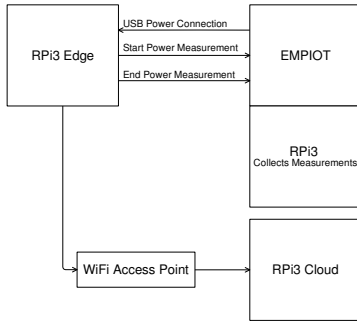 USB Power Connection
RPi3 Edge
Start Power Measurement
EMPIOT
End Power Measurement
RPi3
Collects Measurements
WiFi Access Point
RPi3 Cloud